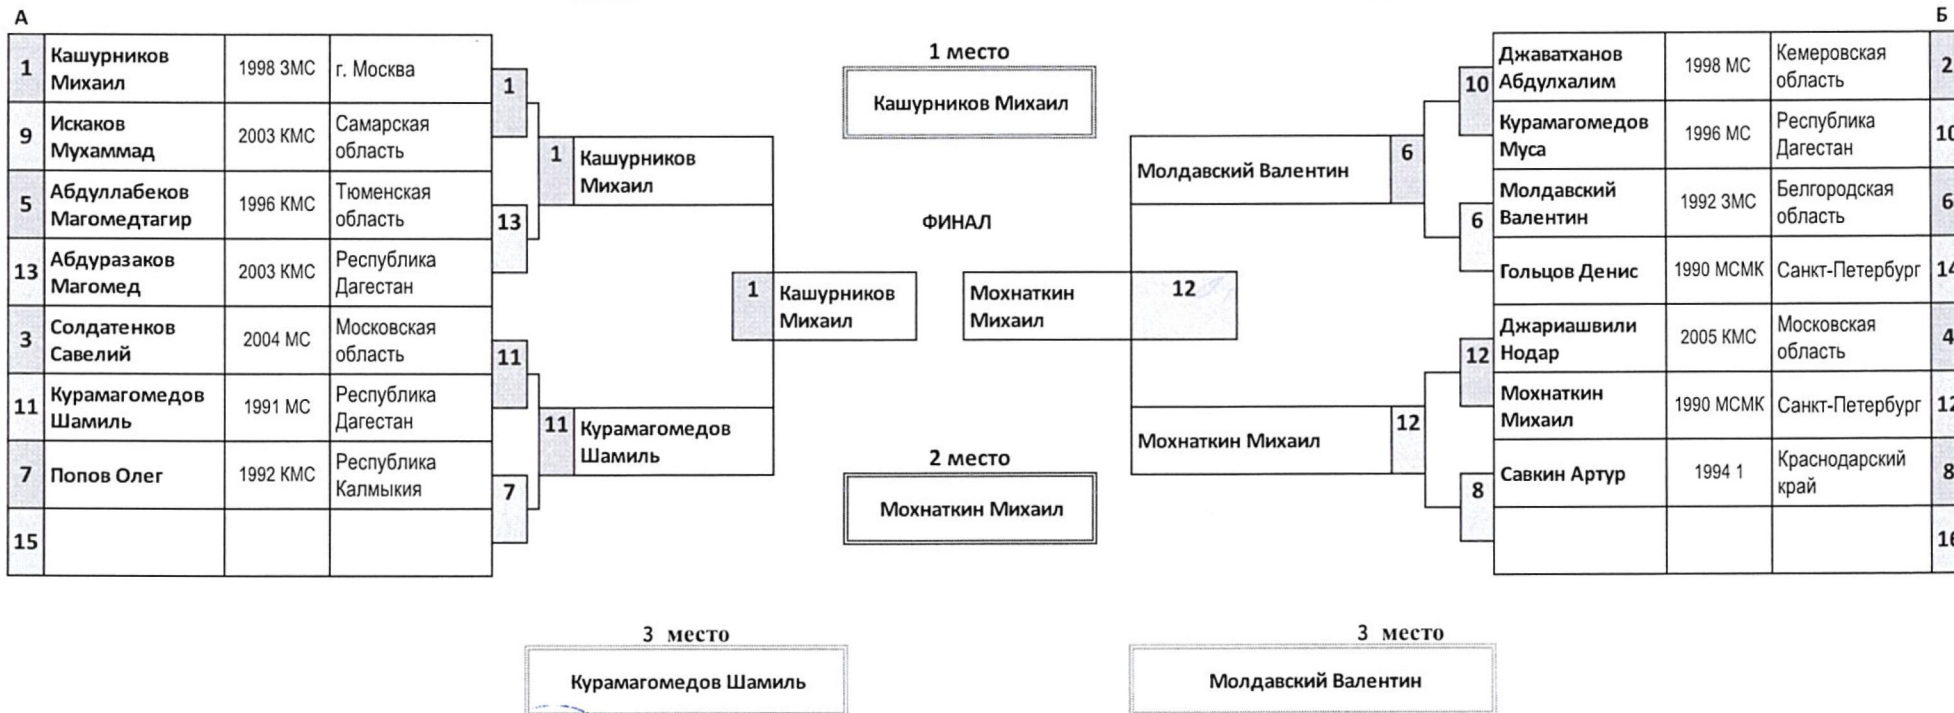 А
1 Кашурников 1998 ЗМС г. Москва
Михаил
9 Искаков 2003 КМС Самарская
Мухаммад область
5 Абдуллабеков 1996 КМС Тюменская
Магомедтагир область
13 Абдуразаков 2003 КМС Республика
Магомед Дагестан
3 Солдатенков 2004 МС Московская
Савелий область
11 Курамагомедов 1991 МС Республика
Шамиль Дагестан
7 Попов Олег 1992 КМС Республика
Калмыкия
15
1
13
11
7
1 Кашурников
Михаил
11 Курамагомедов
Шамиль
1 Кашурников
Михаил
1 место
Кашурников Михаил
ФИНАЛ
2 место
Мохнаткин Михаил
Мохнаткин 12
Михаил
Молдавский Валентин 6
Мохнаткин Михаил 12
10
6
12
8
Б
Джаватханов 1998 МС Кемеровская 2
Абдулхалим область
Курамагомедов 1996 МС Республика 10
Муса Дагестан
Молдавский 1992 ЗМС Белгородская 6
Валентин область
Гольцов Денис 1990 МСМК Санкт-Петербург 14
Джариашвили 2005 КМС Московская 4
Нодар область
Мохнаткин 1990 МСМК Санкт-Петербург 12
Михаил
Савкин Артур 1994 1 Краснодарский 8
край
16
3 место
Курамагомедов Шамиль
3 место
Молдавский Валентин